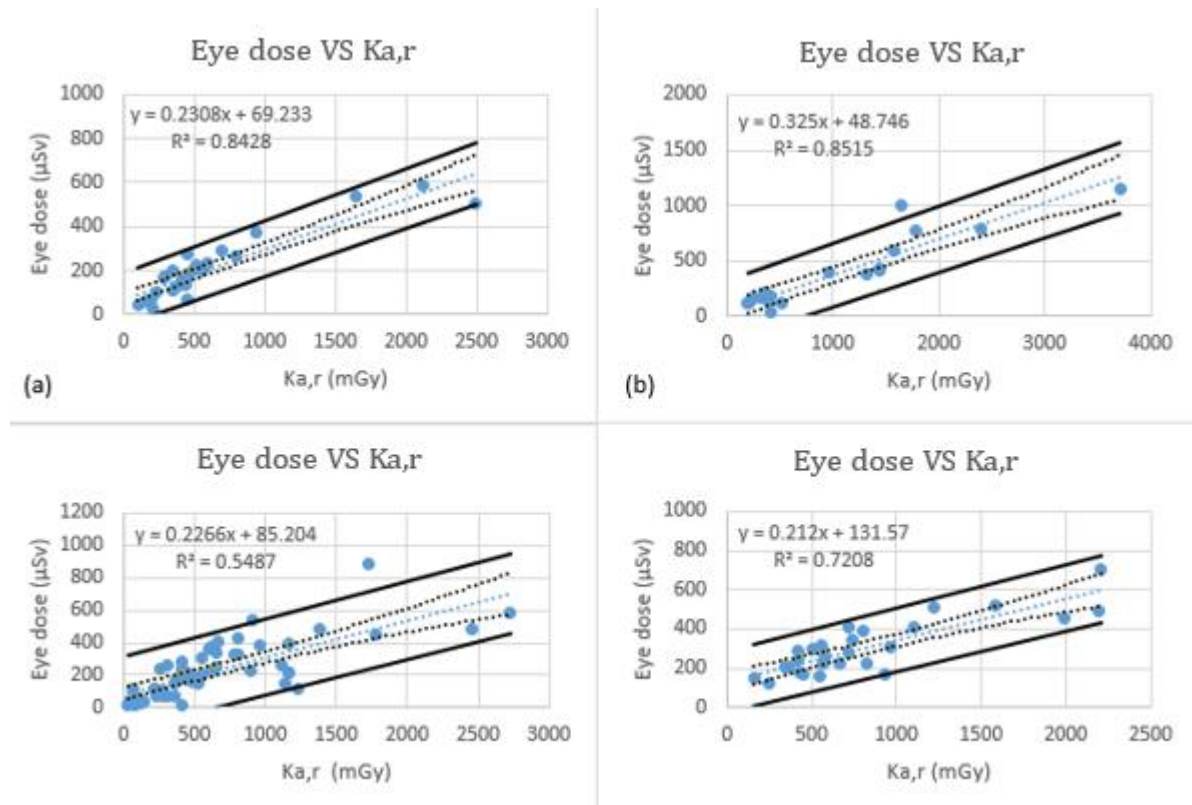 Eye dose VS Ka,r
y = 0.2308x + 69.233
R² = 0.8428
Eye dose (µSv)
1000
800
600
400
200
0
0 500 1000 1500 2000 2500 3000
Ka,r (mGy)
(a)
Eye dose VS Ka,r
y = 0.325x + 48.746
R² = 0.8515
Eye dose (µSv)
2000
1500
1000
500
0
0 1000 2000 3000 4000
Ka,r (mGy)
(b)
Eye dose VS Ka,r
y = 0.2266x + 85.204
R² = 0.5487
Eye dose (µSv)
1200
1000
800
600
400
200
0
0 500 1000 1500 2000 2500 3000
Ka,r (mGy)
Eye dose VS Ka,r
y = 0.212x + 131.57
R² = 0.7208
Eye dose (µSv)
1000
800
600
400
200
0
0 500 1000 1500 2000 2500
Ka,r (mGy)